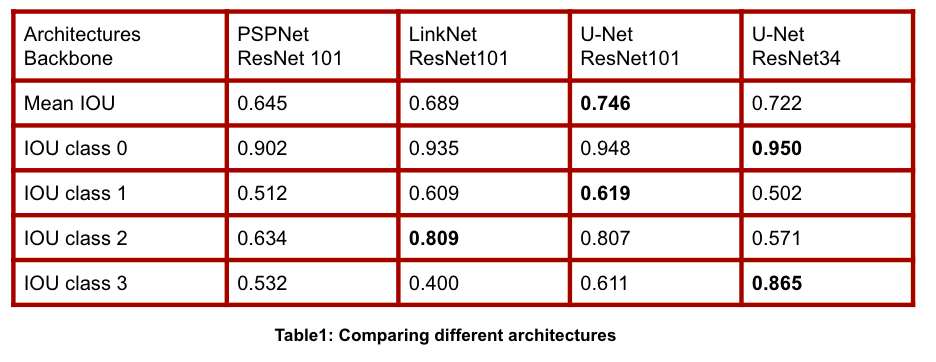 Architectures Backbone PSPNet ResNet 101 LinkNet ResNet101 U-Net ResNet101 U-Net ResNet34
Mean IOU 0.645 0.689 0.746 0.722
IOU class 0 0.902 0.935 0.948 0.950
IOU class 1 0.512 0.609 0.619 0.502
IOU class 2 0.634 0.809 0.807 0.571
IOU class 3 0.532 0.400 0.611 0.865
Table1: Comparing different architectures